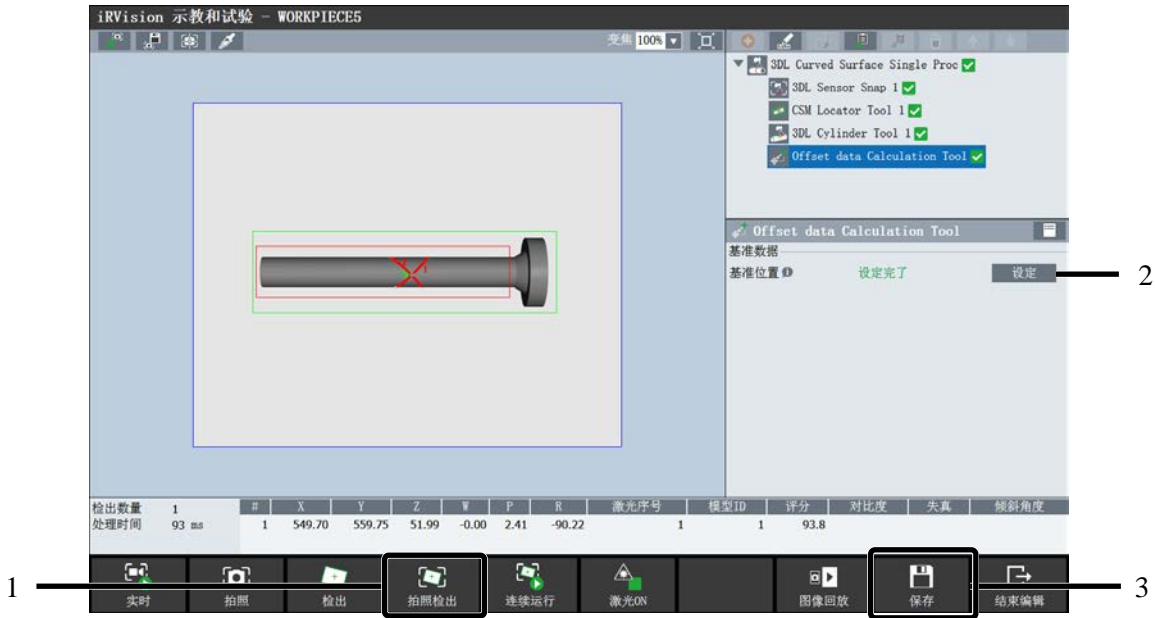 iRVision 示教和试验 - WORKPIECE5
变焦 100%
3DL Curved Surface Single Proc
3DL Sensor Snap 1
CSM Locator Tool 1
3DL Cylinder Tool 1
Offset data Calculation Tool
Offset data Calculation Tool
基准数据
基准位置 设定完了 设定
2
检出数量 1 # X Y Z W P R 激光序号 模型ID 评分 对比度 失真 倾斜角度
处理时间 93 ms 1 549.70 559.75 51.99 -0.00 2.41 -90.22 1 1 93.8
1
实时 拍照 检出 拍照检出 连续运行 激光ON 图像回放 保存 结束编辑
3